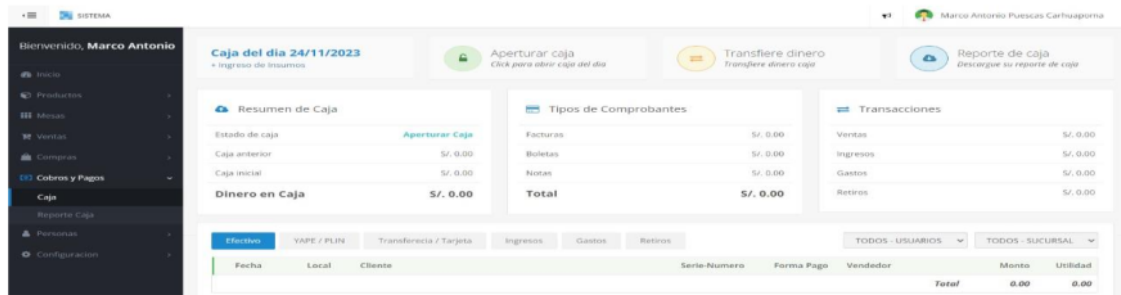 SISTEMA
Marco Antonio Puescas Carhuaporna
Bienvenido, Marco Antonio
Inicio
Productos
Mesas
Ventas
Compras
Cobros y Pagos
Caja
Reporte Caja
Personas
Configuracion
Caja del dia 24/11/2023
+ Ingreso de Insumos
Aperturar caja
Click para abrir caja del dia
Transfiere dinero
Transfiere dinero caja
Reporte de caja
Descargue su reporte de caja
Resumen de Caja
Estado de caja Aperturar Caja
Caja anterior S/. 0.00
Caja inicial S/. 0.00
Dinero en Caja S/. 0.00
Tipos de Comprobantes
Facturas S/. 0.00
Boletas S/. 0.00
Notas S/. 0.00
Total S/. 0.00
Transacciones
Ventas S/. 0.00
Ingresos S/. 0.00
Gastos S/. 0.00
Retiros S/. 0.00
Efectivo YAPE / PLIN Transferecia / Tarjeta Ingresos Gastos Retiros TODOS - USUARIOS TODOS - SUCURSAL
Fecha Local Cliente Serie-Numero Forma Pago Vendedor Monto Utilidad
Total 0.00 0.00